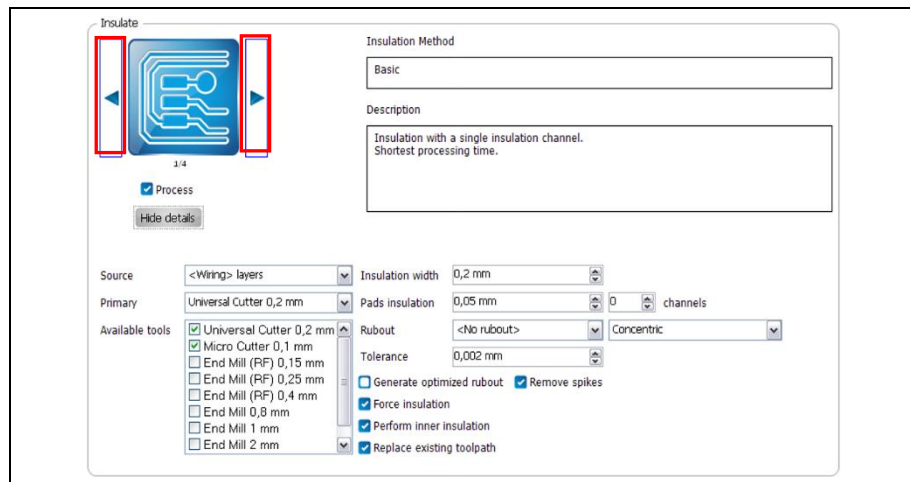 Insulate
Insulation Method
Basic
Description
Insulation with a single insulation channel.
Shortest processing time.
1/4
Process
Hide details
Source <Wiring> layers Insulation width 0,2 mm
Primary Universal Cutter 0,2 mm Pads insulation 0,05 mm 0 channels
Available tools Universal Cutter 0,2 mm Rubout <No rubout> Concentric
Micro Cutter 0,1 mm
End Mill (RF) 0,15 mm Tolerance 0,002 mm
End Mill (RF) 0,25 mm Generate optimized rubout Remove spikes
End Mill (RF) 0,4 mm Force insulation
End Mill 0,8 mm
End Mill 1 mm Perform inner insulation
End Mill 2 mm Replace existing toolpath